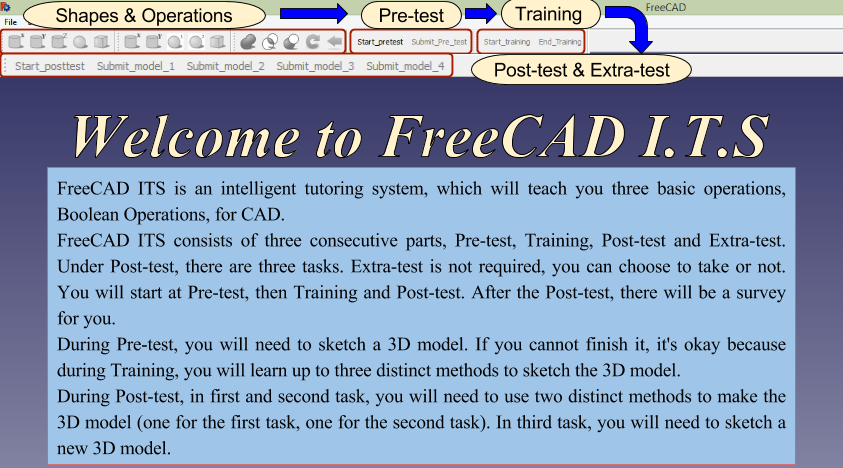 Shapes & Operations
Pre-test
Training
FreeCAD
File
Start_pretest
Submit_Pre_test
Start_training
End_Training
Start_posttest
Submit_model_1
Submit_model_2
Submit_model_3
Submit_model_4
Post-test & Extra-test
Welcome to FreeCAD I.T.S
FreeCAD ITS is an intelligent tutoring system, which will teach you three basic operations,
Boolean Operations, for CAD.
FreeCAD ITS consists of three consecutive parts, Pre-test, Training, Post-test and Extra-test.
Under Post-test, there are three tasks. Extra-test is not required, you can choose to take or not.
You will start at Pre-test, then Training and Post-test. After the Post-test, there will be a survey
for you.
During Pre-test, you will need to sketch a 3D model. If you cannot finish it, it's okay because
during Training, you will learn up to three distinct methods to sketch the 3D model.
During Post-test, in first and second task, you will need to use two distinct methods to make the
3D model (one for the first task, one for the second task). In third task, you will need to sketch a
new 3D model.